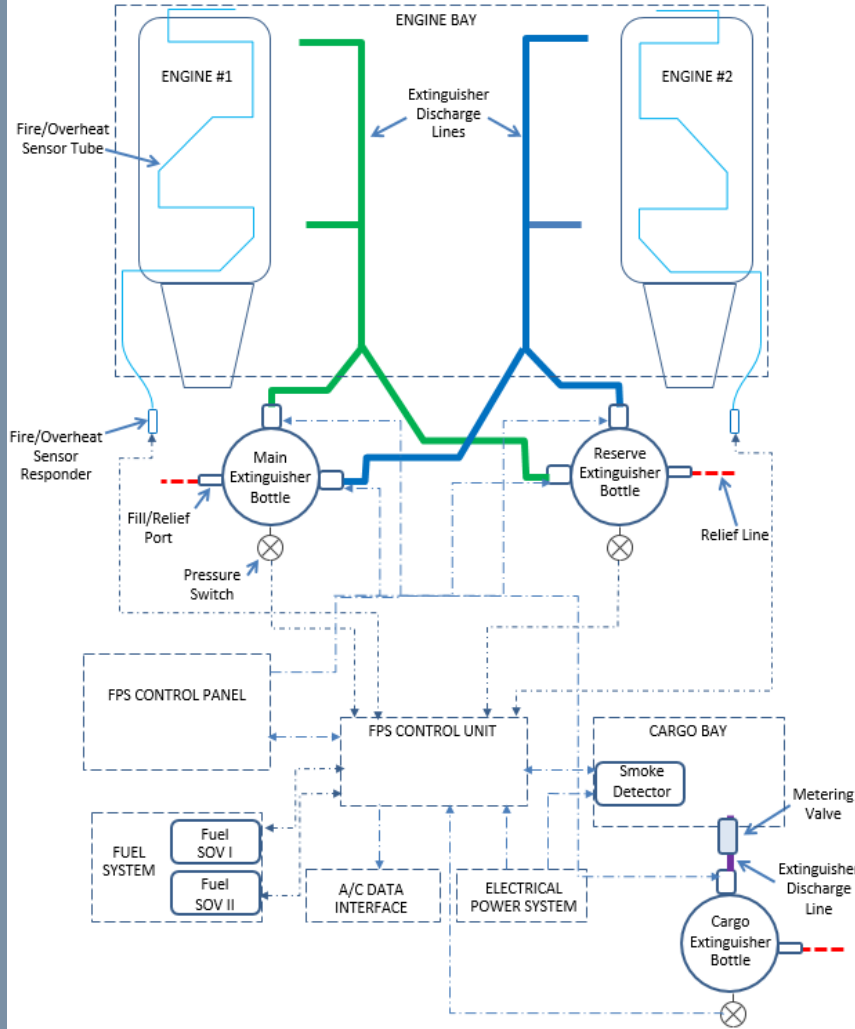 ENGINE BAY
ENGINE #1
ENGINE #2
Extinguisher
Discharge
Lines
Fire/Overheat
Sensor Tube
Fire/Overheat
Sensor
Responder
Main
Extinguisher
Bottle
Reserve
Extinguisher
Bottle
Fill/Relief
Port
Relief Line
Pressure
Switch
FPS CONTROL PANEL
FPS CONTROL UNIT
CARGO BAY
Smoke
Detector
Metering
Valve
FUEL
SYSTEM
Fuel
SOV I
Fuel
SOV II
A/C DATA
INTERFACE
ELECTRICAL
POWER SYSTEM
Extinguisher
Discharge
Line
Cargo
Extinguisher
Bottle